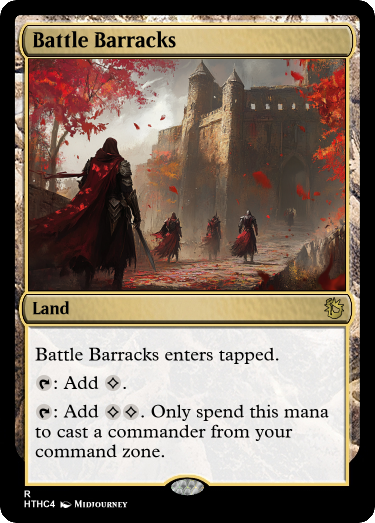 Battle Barracks
Land
Battle Barracks enters tapped.
: Add .
: Add . Only spend this mana
to cast a commander from your
command zone.
R
HTHC4 Midjourney